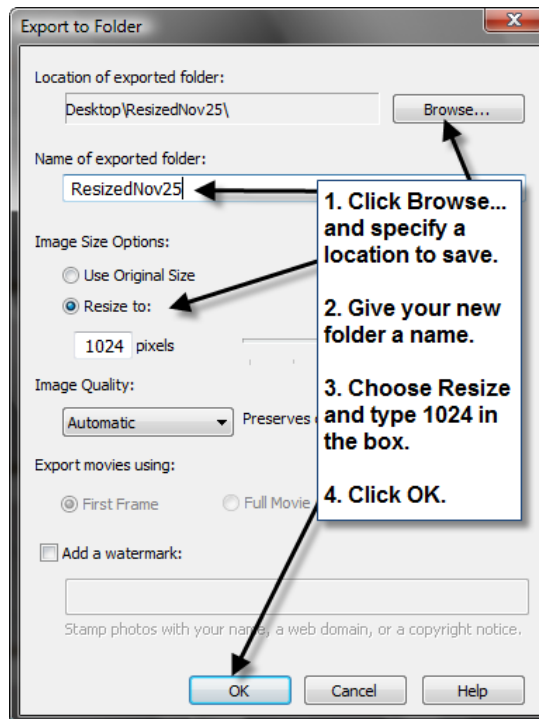 Export to Folder
Location of exported folder:
Desktop\ResizedNov25\
Browse...
Name of exported folder:
ResizedNov25
1. Click Browse...
and specify a
location to save.
2. Give your new
folder a name.
3. Choose Resize
and type 1024 in
the box.
4. Click OK.
Image Size Options:
Use Original Size
Resize to:
1024 pixels
Image Quality:
Automatic
Preserves
Export movies using:
First Frame
Full Movie
Add a watermark:
Stamp photos with your name, a web domain, or a copyright notice.
OK
Cancel
Help